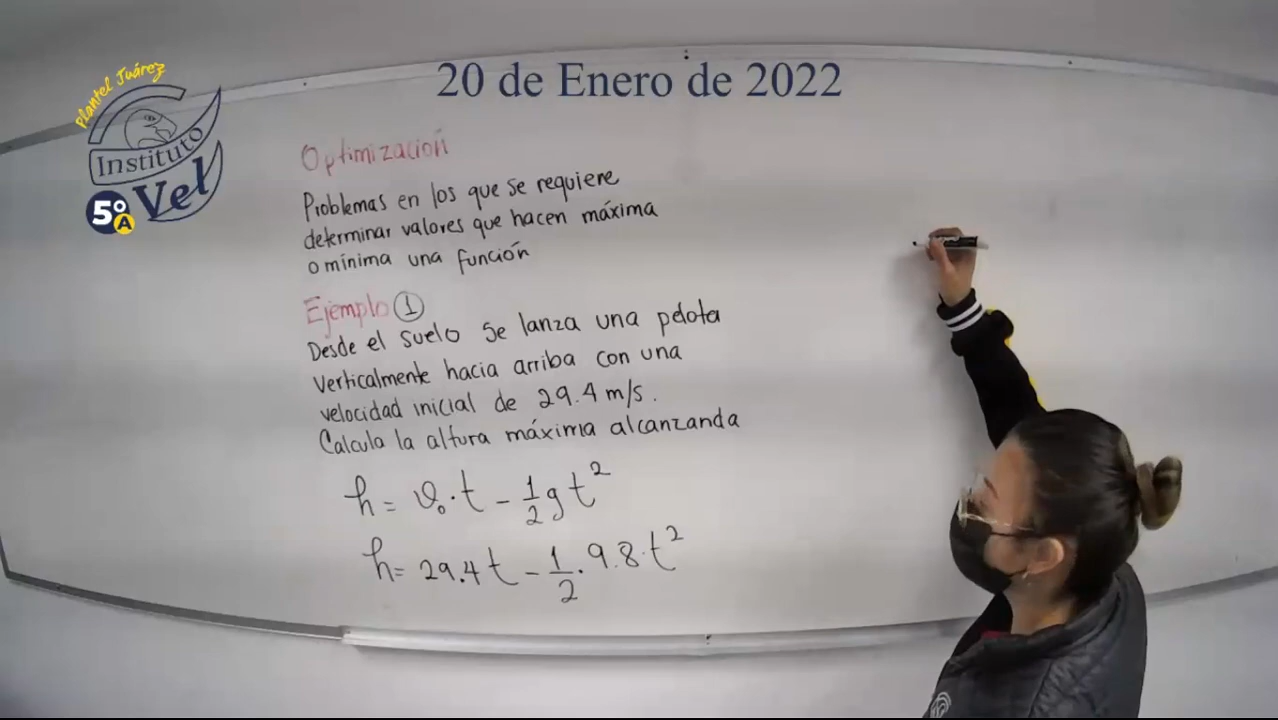 Plantel Juárez
Instituto
Vel
5º A
20 de Enero de 2022
Optimización
Problemas en los que se requiere
determinar valores que hacen máxima
o mínima una función
Ejemplo 1
Desde el suelo se lanza una pelota
verticalmente hacia arriba con una
velocidad inicial de 29.4 m/s.
Calcula la altura máxima alcanzanda
h = v₀·t - 1/2 g t²
h = 29.4t - 1/2 · 9.8 · t²